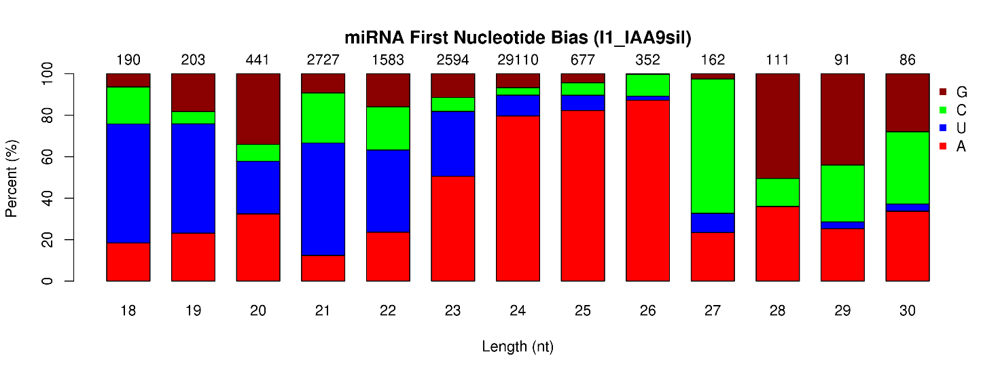 miRNA First Nucleotide Bias (I1_IAA9sil)
190 203 441 2727 1583 2594 29110 677 352 162 111 91 86
100
80
60
40
20
0
Percent (%)
G
C
U
A
18 19 20 21 22 23 24 25 26 27 28 29 30
Length (nt)